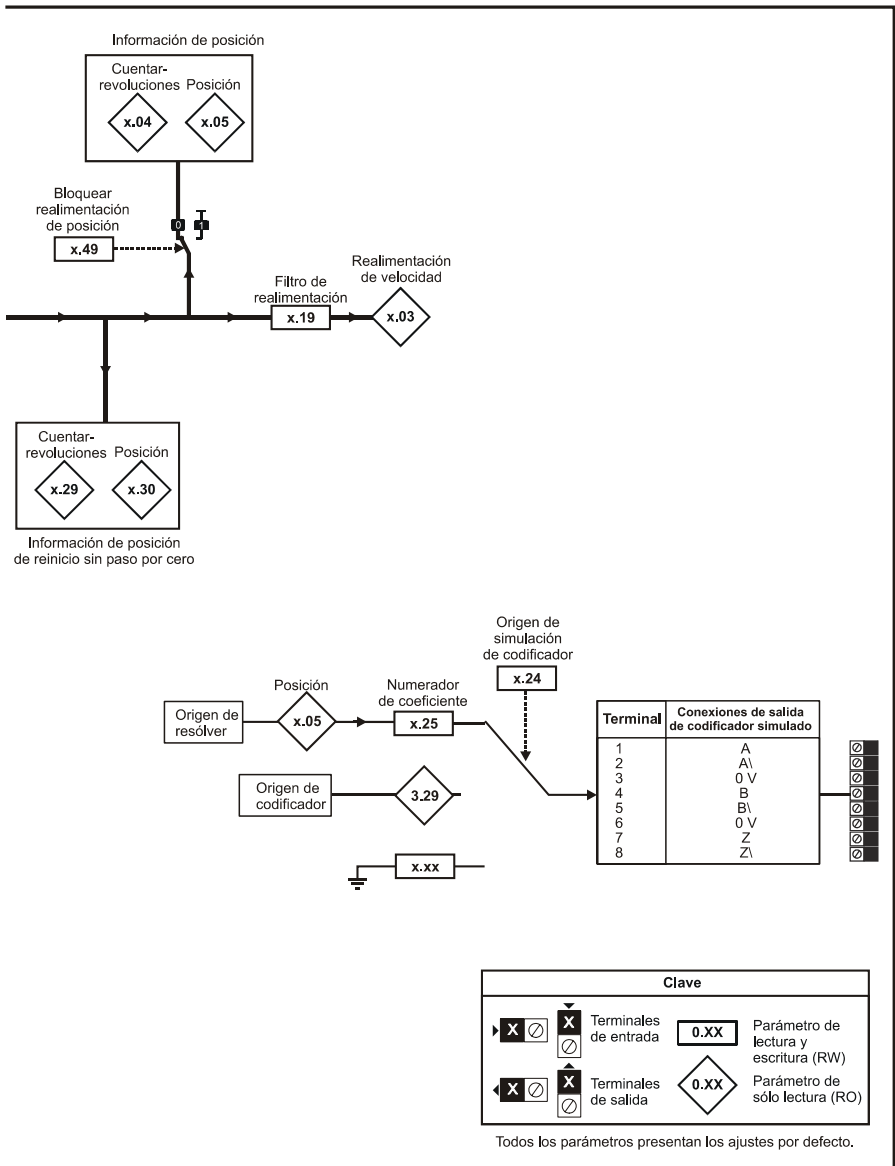 Información de posición
Cuentar-
revoluciones
Posición
x.04
x.05
Bloquear
realimentación
de posición
x.49
0
1
Filtro de
realimentación
x.19
Realimentación
de velocidad
x.03
Cuentar-
revoluciones
Posición
x.29
x.30
Información de posición
de reinicio sin paso por cero
Origen de
simulación
de codificador
x.24
Origen de
resólver
Posición
x.05
Numerador
de coeficiente
x.25
Origen de
codificador
3.29
x.xx
Terminal
Conexiones de salida
de codificador simulado
1 A
2 A\
3 0 V
4 B
5 B\
6 0 V
7 Z
8 Z\
Clave
X
X
Terminales
de entrada
0.XX
Parámetro de
lectura y
escritura (RW)
X
X
Terminales
de salida
0.XX
Parámetro de
sólo lectura (RO)
Todos los parámetros presentan los ajustes por defecto.